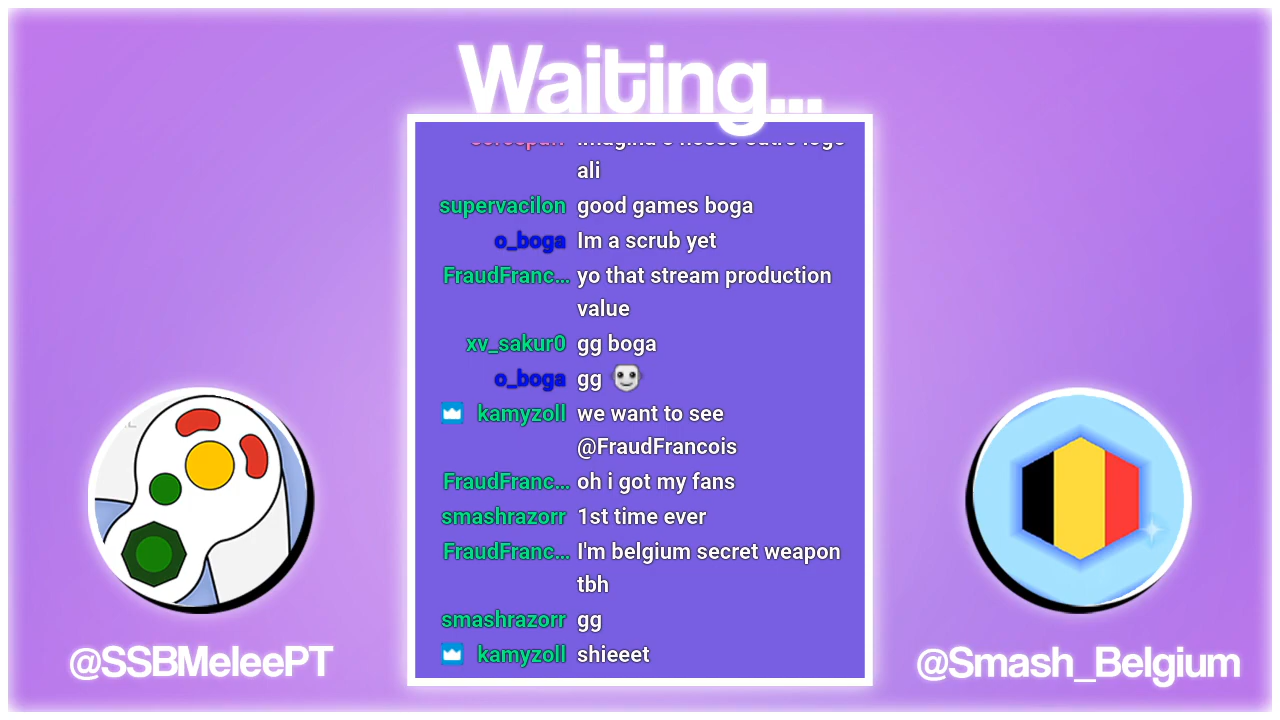 Waiting...
ali
supervacilon good games boga
o_boga Im a scrub yet
FraudFranc... yo that stream production
value
xv_sakur0 gg boga
o_boga gg
kamyzoll we want to see
@FraudFrancois
FraudFranc... oh i got my fans
smashrazorr 1st time ever
FraudFranc... I'm belgium secret weapon
tbh
smashrazorr gg
kamyzoll shieeet
@SSBMeleePT
@Smash_Belgium